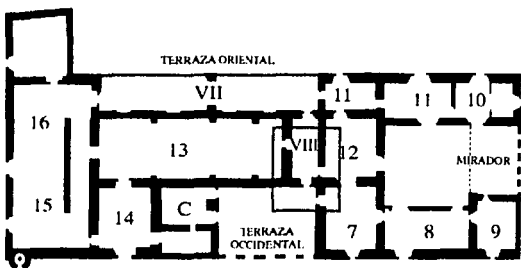 TERRAZA ORIENTAL
VII
11
11
10
16
13
VIII
12
MIRADOR
15
14
C
TERRAZA
OCCIDENTAL
7
8
9